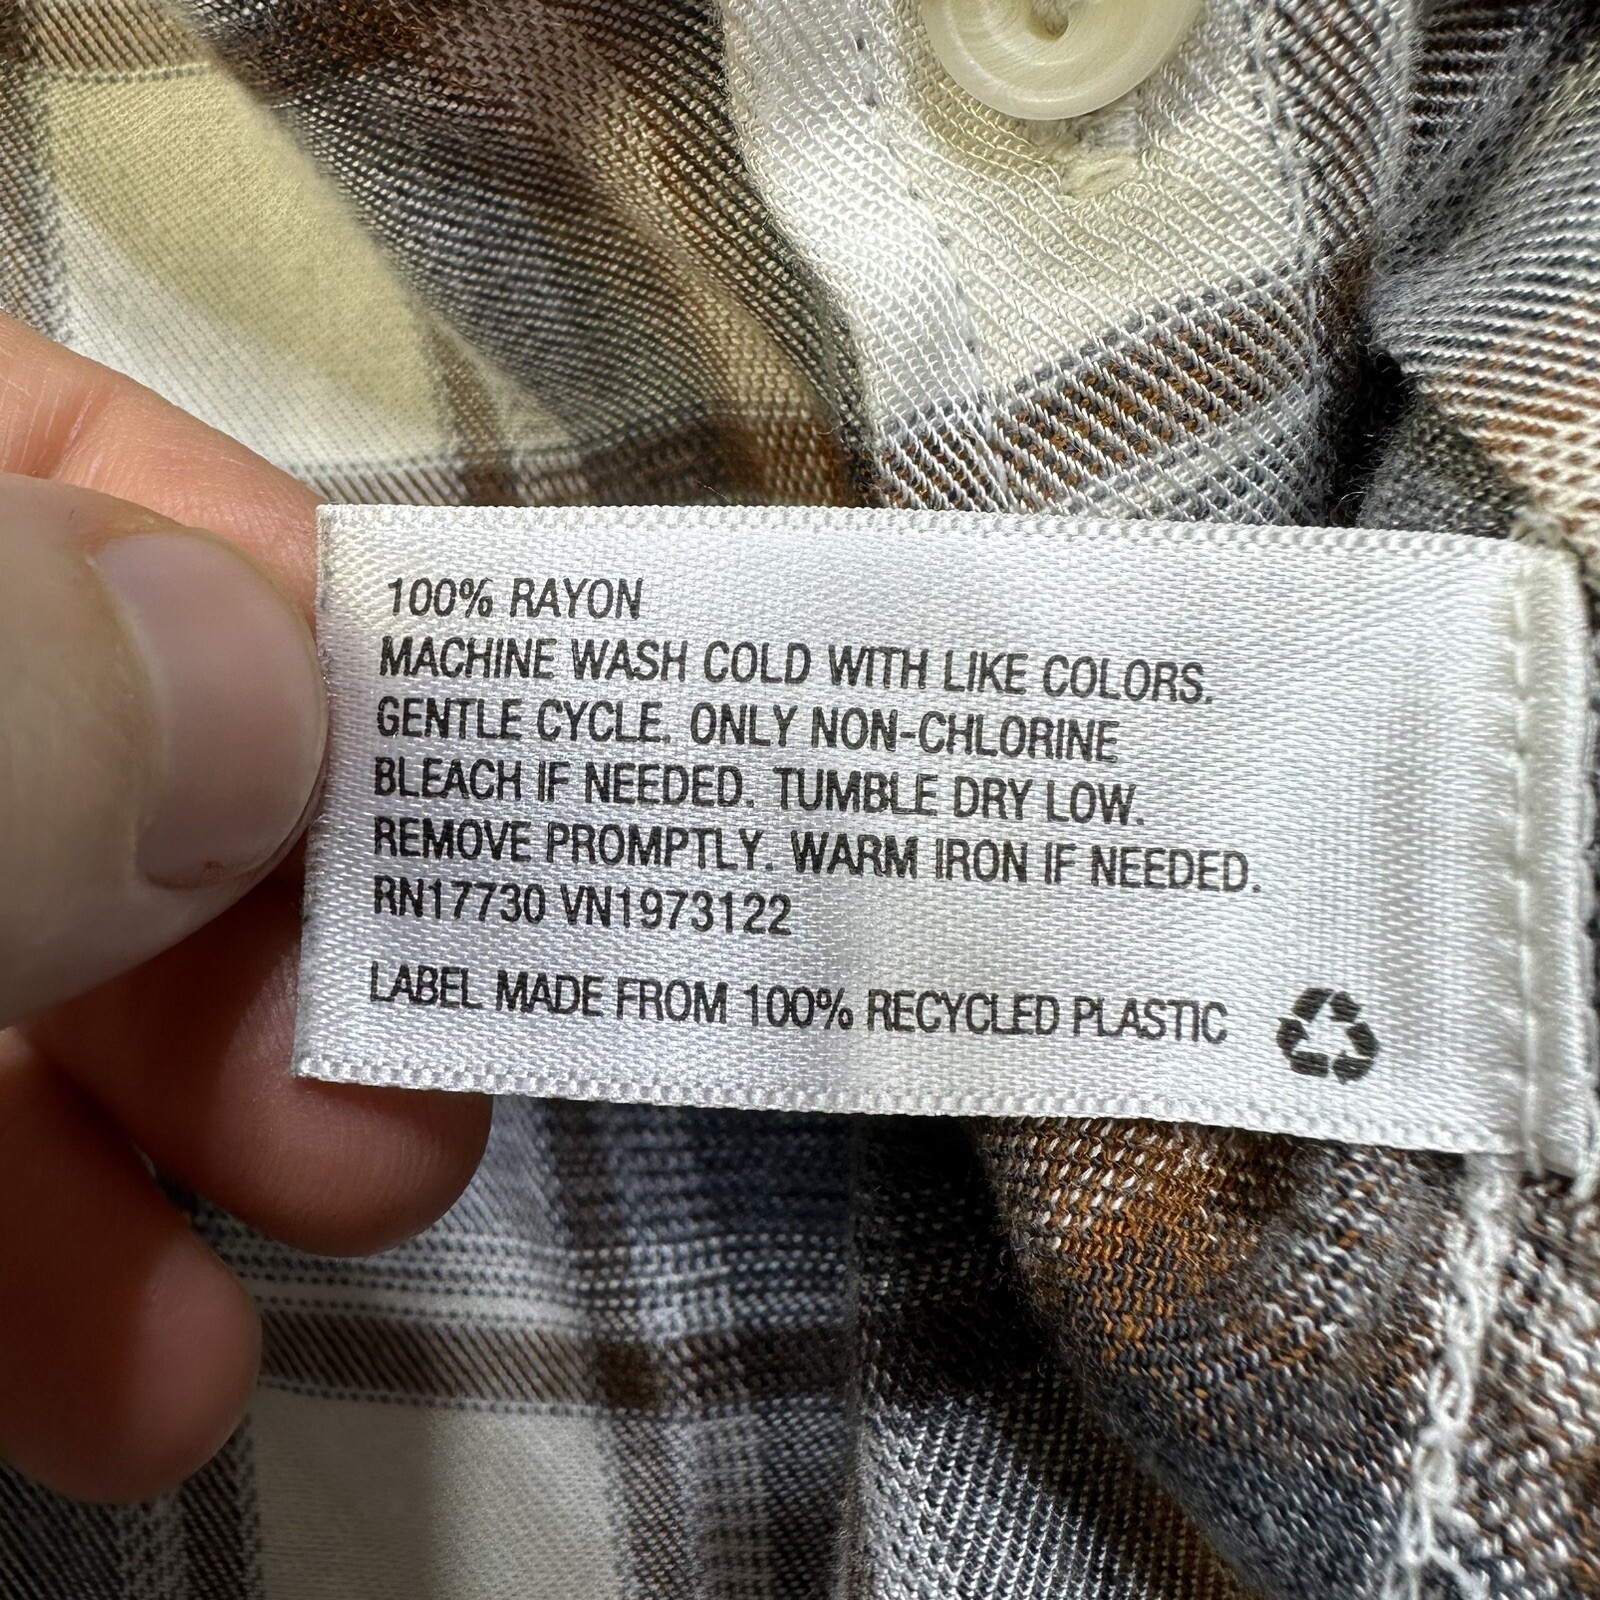 100% RAYON
MACHINE WASH COLD WITH LIKE COLORS.
GENTLE CYCLE. ONLY NON-CHLORINE
BLEACH IF NEEDED. TUMBLE DRY LOW.
REMOVE PROMPTLY. WARM IRON IF NEEDED.
RN17730 VN1973122
LABEL MADE FROM 100% RECYCLED PLASTIC